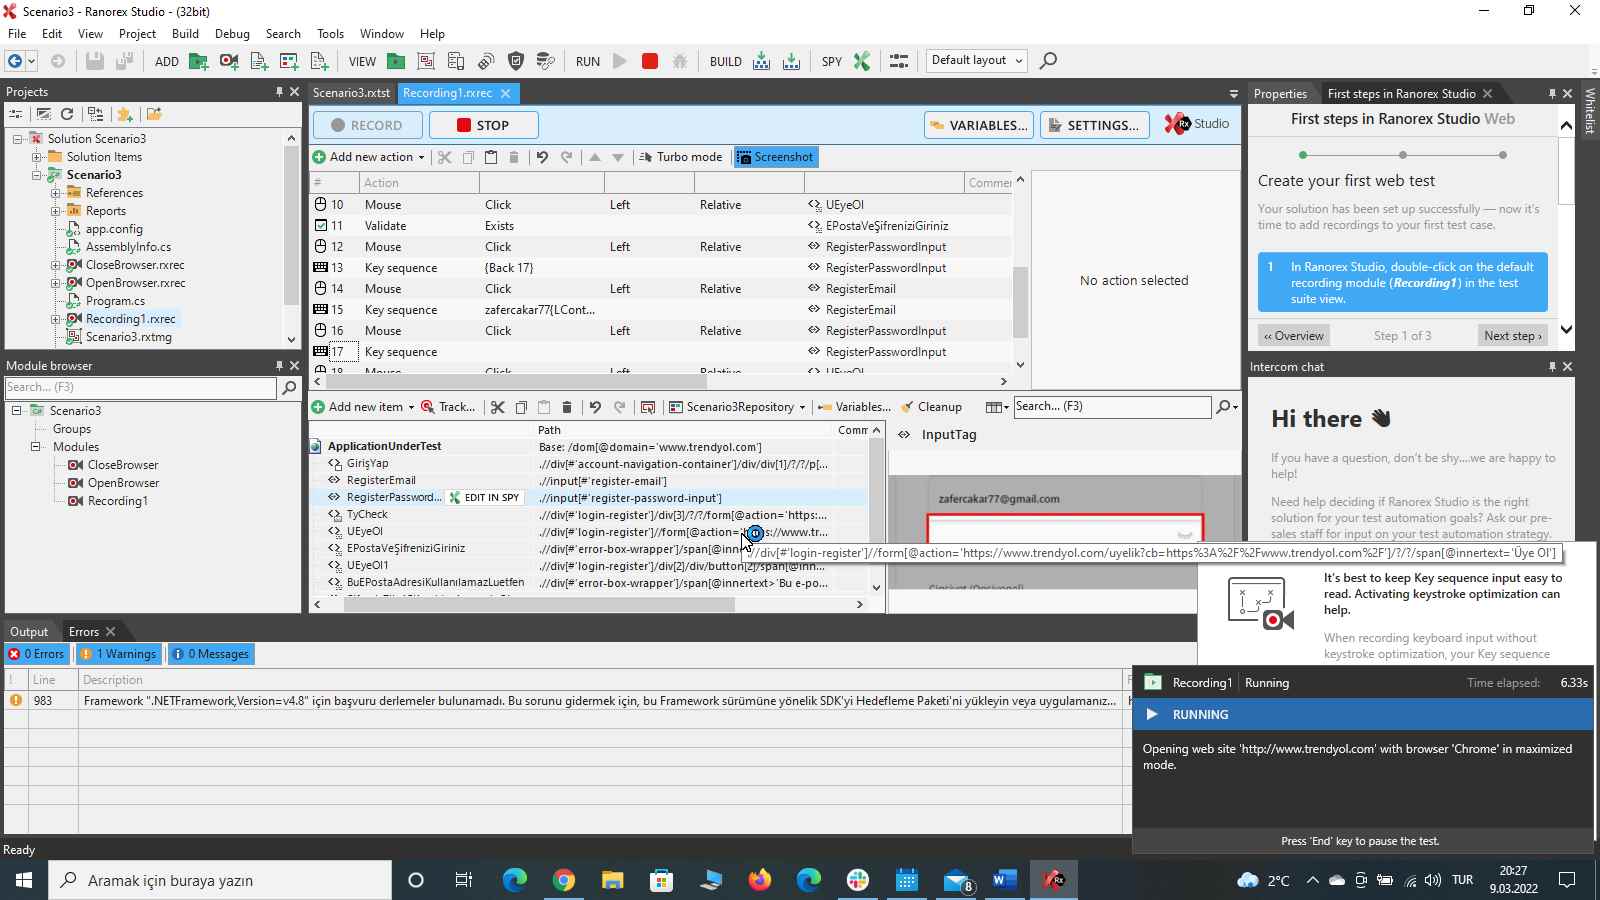 Scenario3 - Ranorex Studio - (32bit)
File Edit View Project Build Debug Search Tools Window Help
ADD VIEW RUN BUILD SPY Default layout
Projects
Solution Scenario3
Solution Items
Scenario3
References
Reports
app.config
AssemblyInfo.cs
CloseBrowser.rxrec
OpenBrowser.rxrec
Program.cs
Recording1.rxrec
Scenario3.rxtmg
Module browser
Search... (F3)
Scenario3
Groups
Modules
CloseBrowser
OpenBrowser
Recording1
Scenario3.rxtst Recording1.rxrec
RECORD STOP VARIABLES... SETTINGS... Rx Studio
Add new action Turbo mode Screenshot
# Action Commer
10 Mouse Click Left Relative UEyeOl
11 Validate Exists EPostaVeŞifreniziGiriniz
12 Mouse Click Left Relative RegisterPasswordInput
13 Key sequence {Back 17} RegisterPasswordInput
14 Mouse Click Left Relative RegisterEmail
15 Key sequence zafercakar77{LCont... RegisterEmail
16 Mouse Click Left Relative RegisterPasswordInput
17 Key sequence RegisterPasswordInput
18 Mouse Click Left Relative UEyeOl
No action selected
Add new item Track... Scenario3Repository Variables... Cleanup Search... (F3)
Path Comm
ApplicationUnderTest Base: /dom[@domain='www.trendyol.com']
GirişYap .//div[#'account-navigation-container']/div/div[1]/?/?/p[...
RegisterEmail .//input[#'register-email']
RegisterPassword... EDIT IN SPY .//input[#'register-password-input']
TyCheck .//div[#'login-register']/div[3]/?/?/form[@action='https:...
UEyeOl .//div[#'login-register']//form[@action='https://www.tr...
EPostaVeŞifreniziGiriniz .//div[#'error-box-wrapper']/span[@inn
UEyeOl1 .//div[#'login-register']/div[2]/div/button[2]/span[@inn...
BuEPostaAdresiKullanılamazLuetfen .//div[#'error-box-wrapper']/span[@innertext>'Bu e-po...
.//div[#'login-register']//form[@action='https://www.trendyol.com/uyelik?cb=https%3A%2F%2Fwww.trendyol.com%2F']/?/?/span[@innertext='Üye Ol']
InputTag
zafercakar77@gmail.com
Cinsiyet (Opsiyonel)
Properties First steps in Ranorex Studio
Whitelist
First steps in Ranorex Studio Web
Create your first web test
Your solution has been set up successfully — now it's
time to add recordings to your first test case.
1 In Ranorex Studio, double-click on the default
recording module (Recording1) in the test
suite view.
‹‹ Overview Step 1 of 3 Next step ›
Intercom chat
Hi there
If you have a question, don't be shy....we are happy to
help!
Need help deciding if Ranorex Studio is the right
solution for your test automation goals? Ask our pre-
sales staff for input on your test automation strategy.
It's best to keep Key sequence input easy to
read. Activating keystroke optimization can
help.
When recording keyboard input without
keystroke optimization, your Key sequence
Output Errors
0 Errors 1 Warnings 0 Messages
! Line Description F
983 Framework ".NETFramework,Version=v4.8" için başvuru derlemeler bulunamadı. Bu sorunu gidermek için, bu Framework sürümüne yönelik SDK'yi Hedefleme Paketi'ni yükleyin veya uygulamanız...
Recording1 Running Time elapsed: 6.33s
RUNNING
Opening web site 'http://www.trendyol.com' with browser 'Chrome' in maximized
mode.
Press 'End' key to pause the test.
Ready
Aramak için buraya yazın
8
2°C
TUR
20:27
9.03.2022